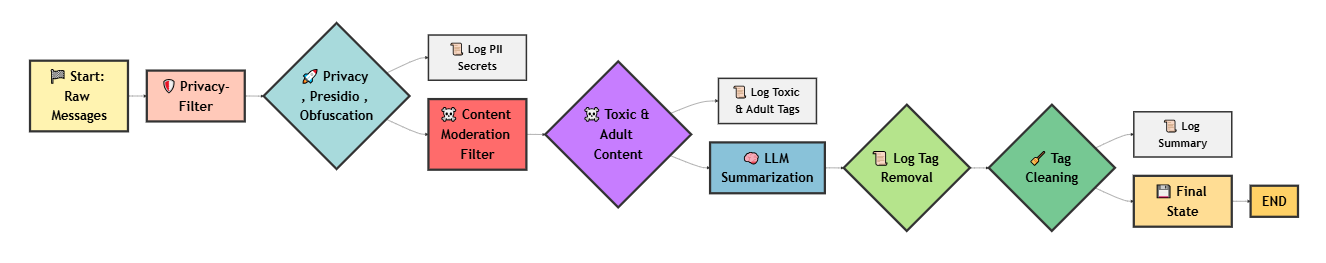 🏁 Start:
Raw
Messages
🛡️ Privacy-
Filter
🚀 Privacy
, Presidio ,
Obfuscation
📜 Log PII
Secrets
☠️ Content
Moderation
Filter
☠️ Toxic &
Adult
Content
📜 Log Toxic
& Adult Tags
🧠 LLM
Summarization
📜 Log Tag
Removal
🧹 Tag
Cleaning
📜 Log
Summary
💾 Final
State
END